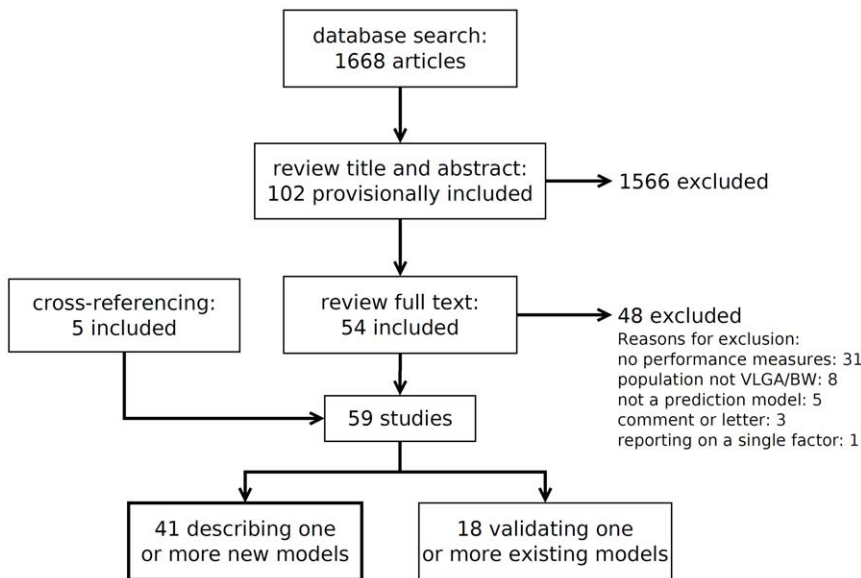 database search:
1668 articles
review title and abstract:
102 provisionally included
1566 excluded
cross-referencing:
5 included
review full text:
54 included
48 excluded
Reasons for exclusion:
no performance measures: 31
population not VLGA/BW: 8
not a prediction model: 5
comment or letter: 3
reporting on a single factor: 1
59 studies
41 describing one
or more new models
18 validating one
or more existing models